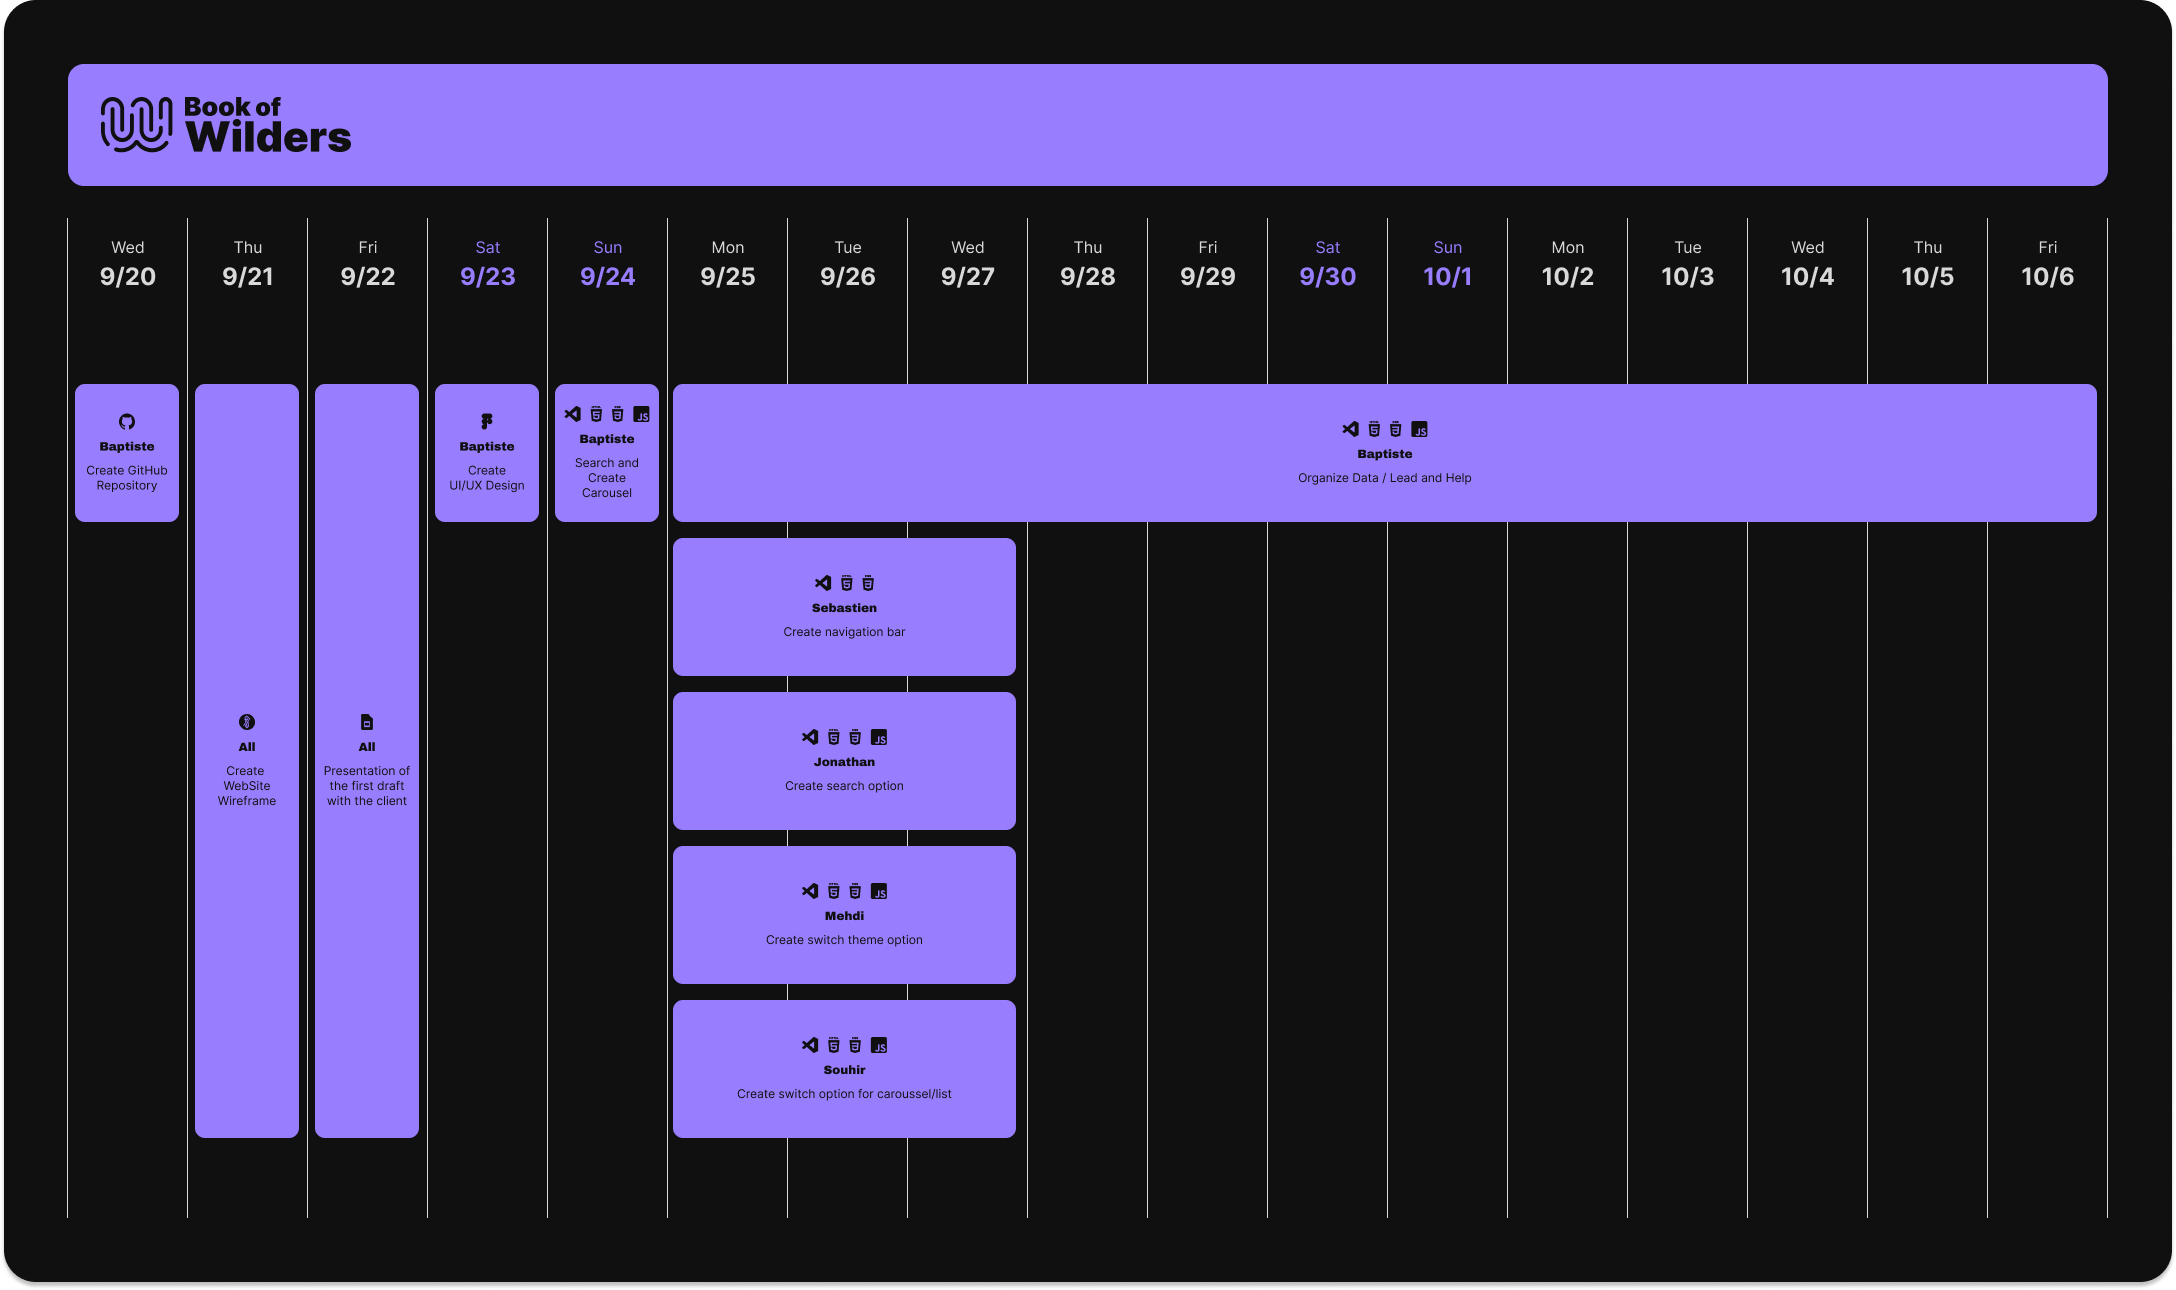 Book of
Wilders
Wed
9/20
Thu
9/21
Fri
9/22
Sat
9/23
Sun
9/24
Mon
9/25
Tue
9/26
Wed
9/27
Thu
9/28
Fri
9/29
Sat
9/30
Sun
10/1
Mon
10/2
Tue
10/3
Wed
10/4
Thu
10/5
Fri
10/6
Baptiste
Create GitHub
Repository
All
Create
WebSite
Wireframe
All
Presentation of
the first draft
with the client
Baptiste
Create
UI/UX Design
JS
Baptiste
Search and
Create
Carousel
JS
Baptiste
Organize Data / Lead and Help
Sebastien
Create navigation bar
JS
Jonathan
Create search option
JS
Mehdi
Create switch theme option
JS
Souhir
Create switch option for caroussel/list